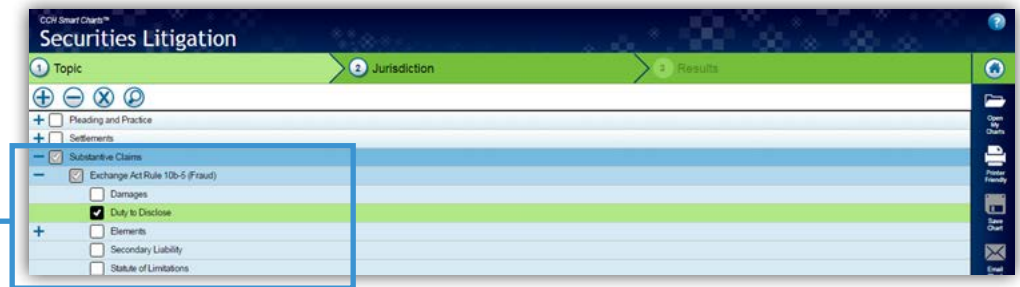 CCH Smart Charts™
Securities Litigation
1 Topic
2 Jurisdiction
3 Results
Pleading and Practice
Settlements
Substantive Claims
Exchange Act Rule 10b-5 (Fraud)
Damages
Duty to Disclose
Elements
Secondary Liability
Statute of Limitations
?
Open
My
Charts
Printer
Friendly
Save
Chart
Email